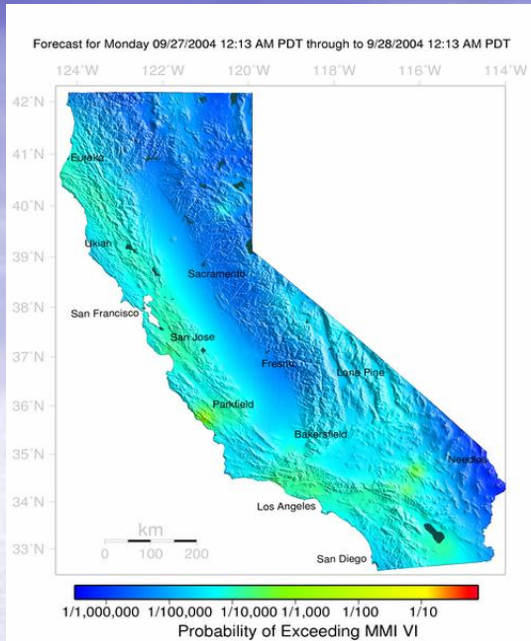 Forecast for Monday 09/27/2004 12:13 AM PDT through to 9/28/2004 12:13 AM PDT
124°W 122°W 120°W 118°W 116°W 114°W
42°N
41°N
Eureka
40°N
39°N
Ukiah
Sacramento
38°N
San Francisco
San Jose
37°N
Fresno
Lone Pine
36°N
Parkfield
Bakersfield
35°N
Needles
34°N
Los Angeles
km
0 100 200
33°N
San Diego
1/1,000,000 1/100,000 1/10,000 1/1,000 1/100 1/10
Probability of Exceeding MMI VI